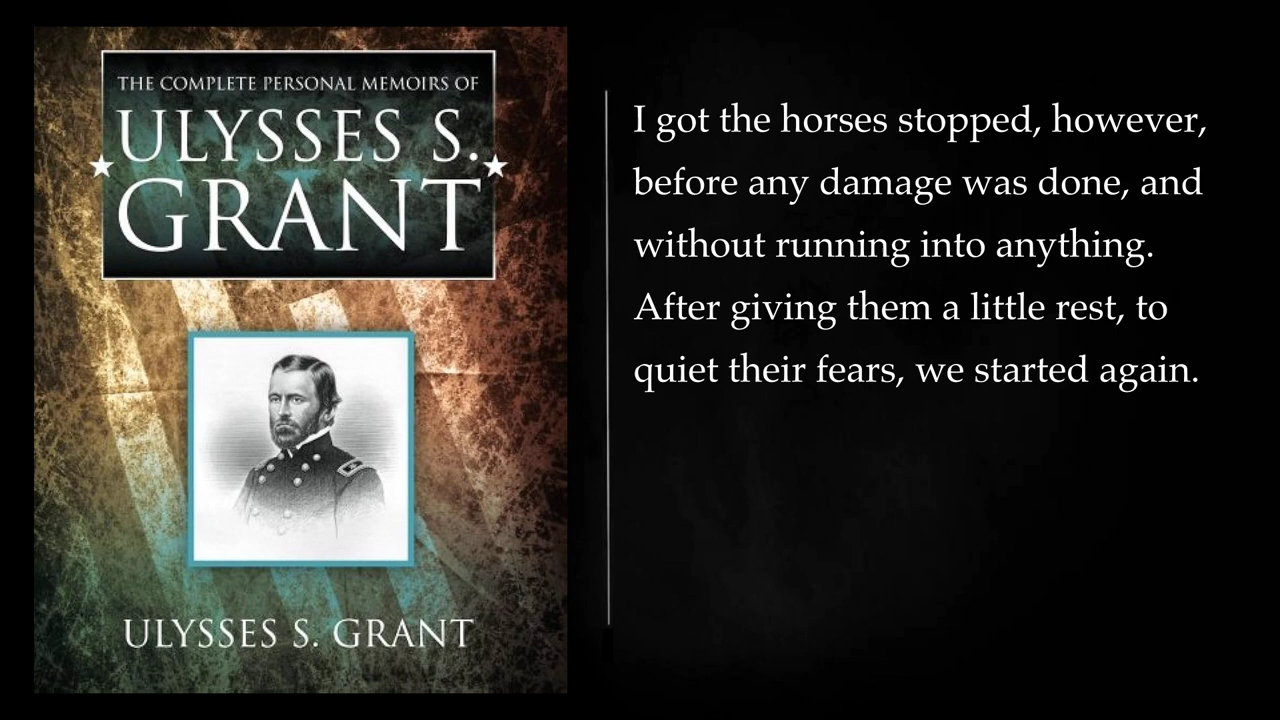 THE COMPLETE PERSONAL MEMOIRS OF
ULYSSES S.
GRANT
ULYSSES S. GRANT
I got the horses stopped, however,
before any damage was done, and
without running into anything.
After giving them a little rest, to
quiet their fears, we started again.